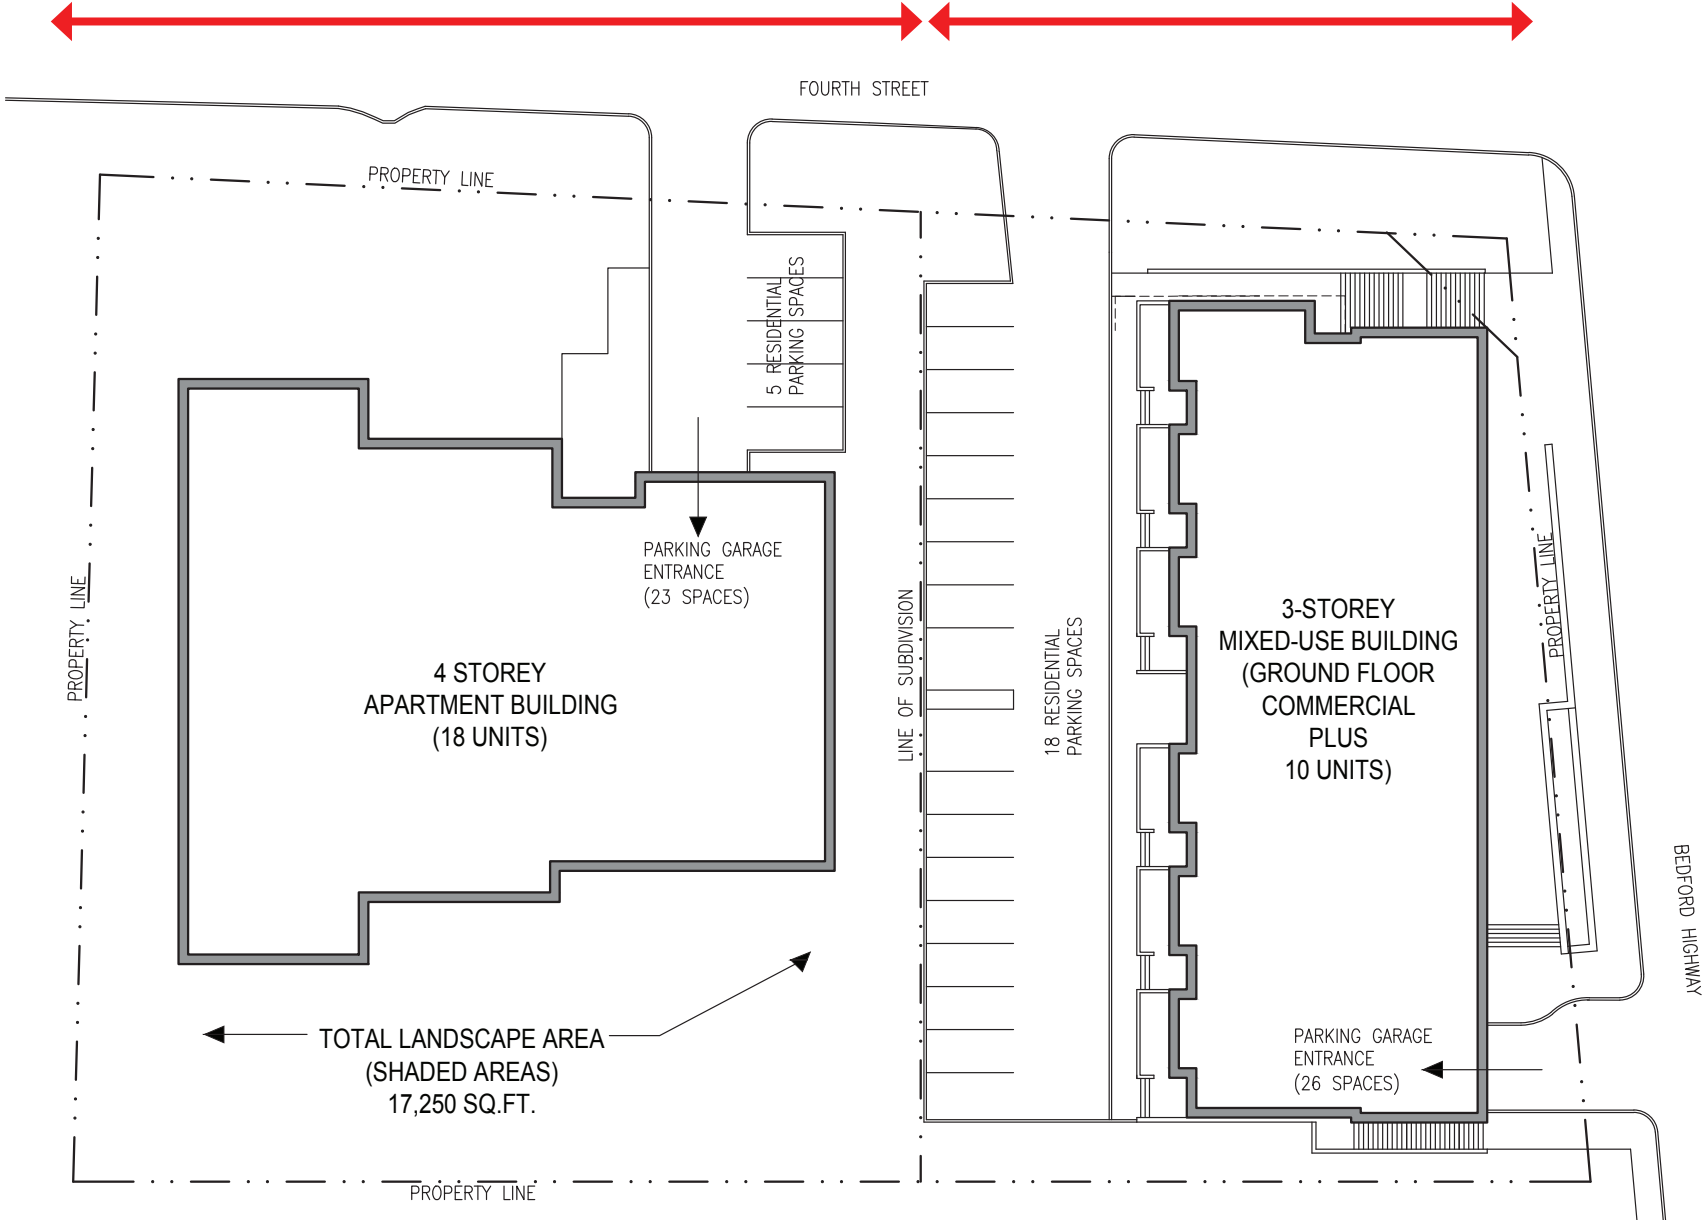 FOURTH STREET
PROPERTY LINE
5 RESIDENTIAL
PARKING SPACES
PARKING GARAGE
ENTRANCE
(23 SPACES)
PROPERTY LINE
4 STOREY
APARTMENT BUILDING
(18 UNITS)
LINE OF SUBDIVISION
18 RESIDENTIAL
PARKING SPACES
3-STOREY
MIXED-USE BUILDING
(GROUND FLOOR
COMMERCIAL
PLUS
10 UNITS)
PROPERTY LINE
BEDFORD HIGHWAY
TOTAL LANDSCAPE AREA
(SHADED AREAS)
17,250 SQ.FT.
PARKING GARAGE
ENTRANCE
(26 SPACES)
PROPERTY LINE